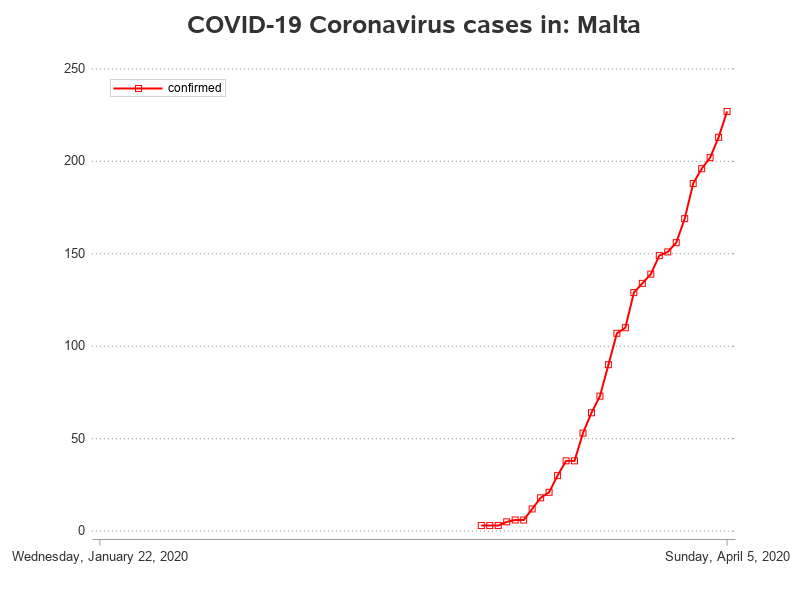 COVID-19 Coronavirus cases in: Malta
250
confirmed
200
150
100
50
0
Wednesday, January 22, 2020
Sunday, April 5, 2020